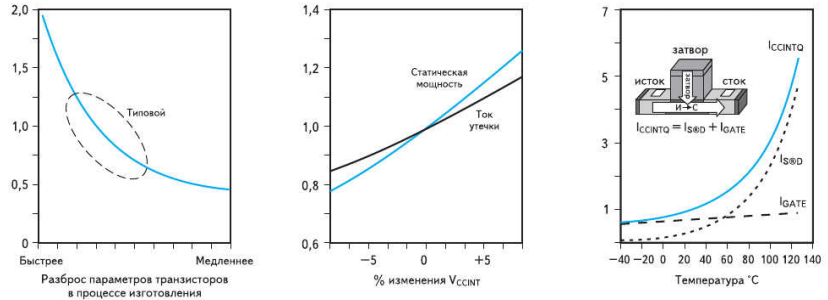 2,0
1,5
1,0
0,5
0
Типовой
Быстрее
Медленнее
Разброс параметров транзисторов
в процессе изготовления
1,4
1,2
1,0
0,8
0,6
Статическая
мощность
Ток
утечки
−5
0
+5
% изменения VCCINT
7
5
3
1
затвор
исток
сток
затвор
И→С
ICCINTQ = IS®D + IGATE
ICCINTQ
IS®D
IGATE
−40 −20 0 20 40 60 80 100 120 140
Температура °C